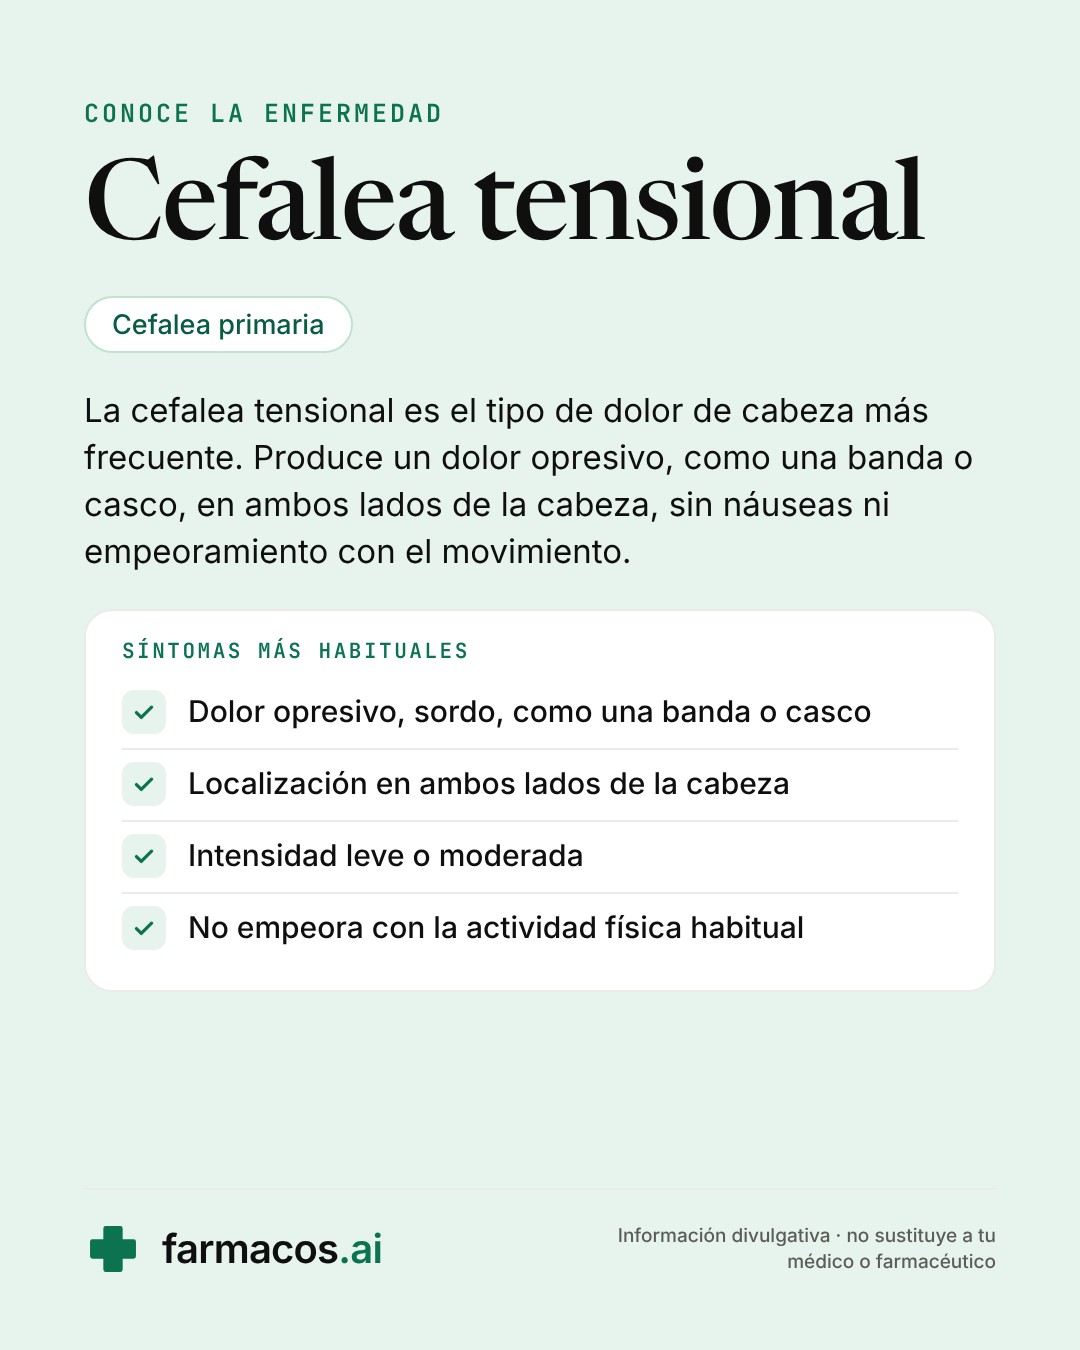 CONOCE LA ENFERMEDAD
Cefalea tensional
Cefalea primaria
La cefalea tensional es el tipo de dolor de cabeza más
frecuente. Produce un dolor opresivo, como una banda o
casco, en ambos lados de la cabeza, sin náuseas ni
empeoramiento con el movimiento.
SÍNTOMAS MÁS HABITUALES
Dolor opresivo, sordo, como una banda o casco
Localización en ambos lados de la cabeza
Intensidad leve o moderada
No empeora con la actividad física habitual
farmacos.ai
Información divulgativa · no sustituye a tu
médico o farmacéutico